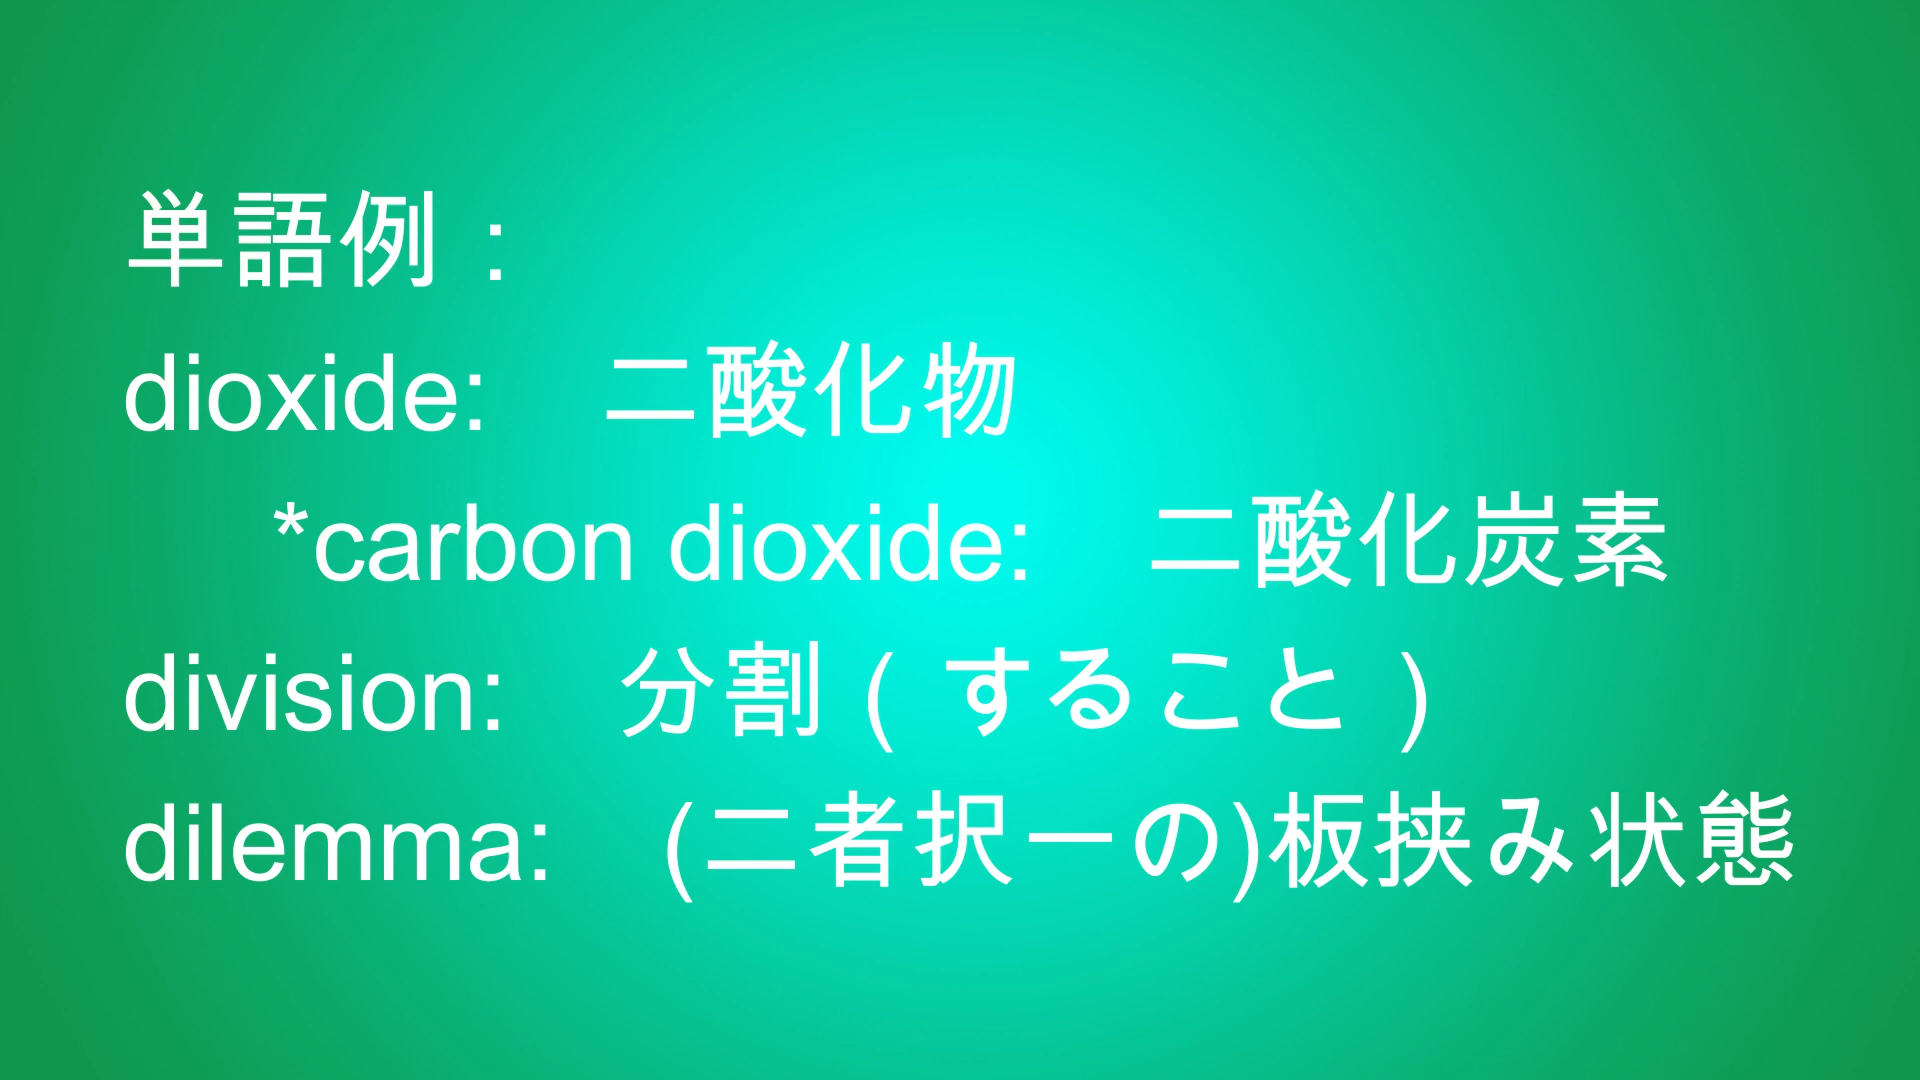 単語例：
dioxide:　二酸化物
*carbon dioxide:　二酸化炭素
division:　分割（すること）
dilemma:　(二者択一の)板挟み状態